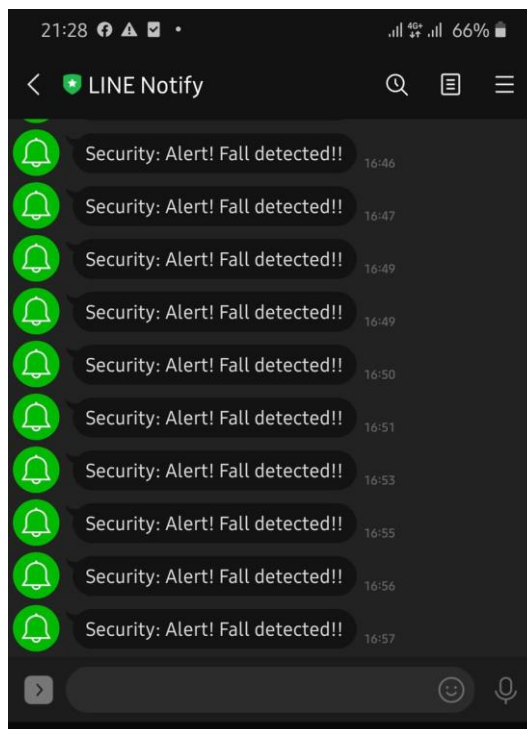 21:28
4G+
66%
LINE Notify
Security: Alert! Fall detected!!
16:46
Security: Alert! Fall detected!!
16:47
Security: Alert! Fall detected!!
16:49
Security: Alert! Fall detected!!
16:49
Security: Alert! Fall detected!!
16:50
Security: Alert! Fall detected!!
16:51
Security: Alert! Fall detected!!
16:53
Security: Alert! Fall detected!!
16:55
Security: Alert! Fall detected!!
16:56
Security: Alert! Fall detected!!
16:57